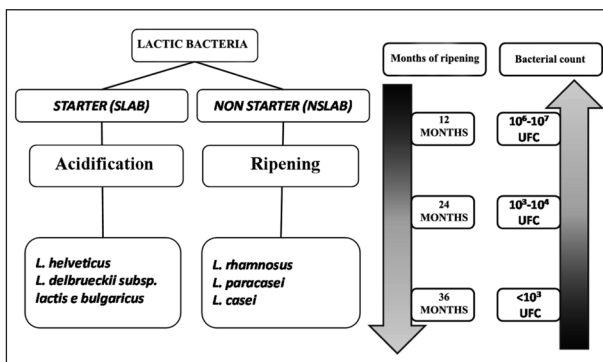 LACTIC BACTERIA
STARTER (SLAB)
NON STARTER (NSLAB)
Acidification
Ripening
L. helveticus
L. delbrueckii subsp.
lactis e bulgaricus
L. rhamnosus
L. paracasei
L. casei
Months of ripening
Bacterial count
12
MONTHS
10⁶-10⁷
UFC
24
MONTHS
10³-10⁴
UFC
36
MONTHS
<10³
UFC